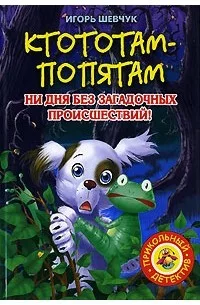 ИГОРЬ ШЕВЧУК
КТОТОТАМ-
ПОПЯТАМ
НИ ДНЯ БЕЗ ЗАГАДОЧНЫХ
ПРОИСШЕСТВИЙ!
ПРИКОЛЬНЫЙ
ДЕТЕКТИВ